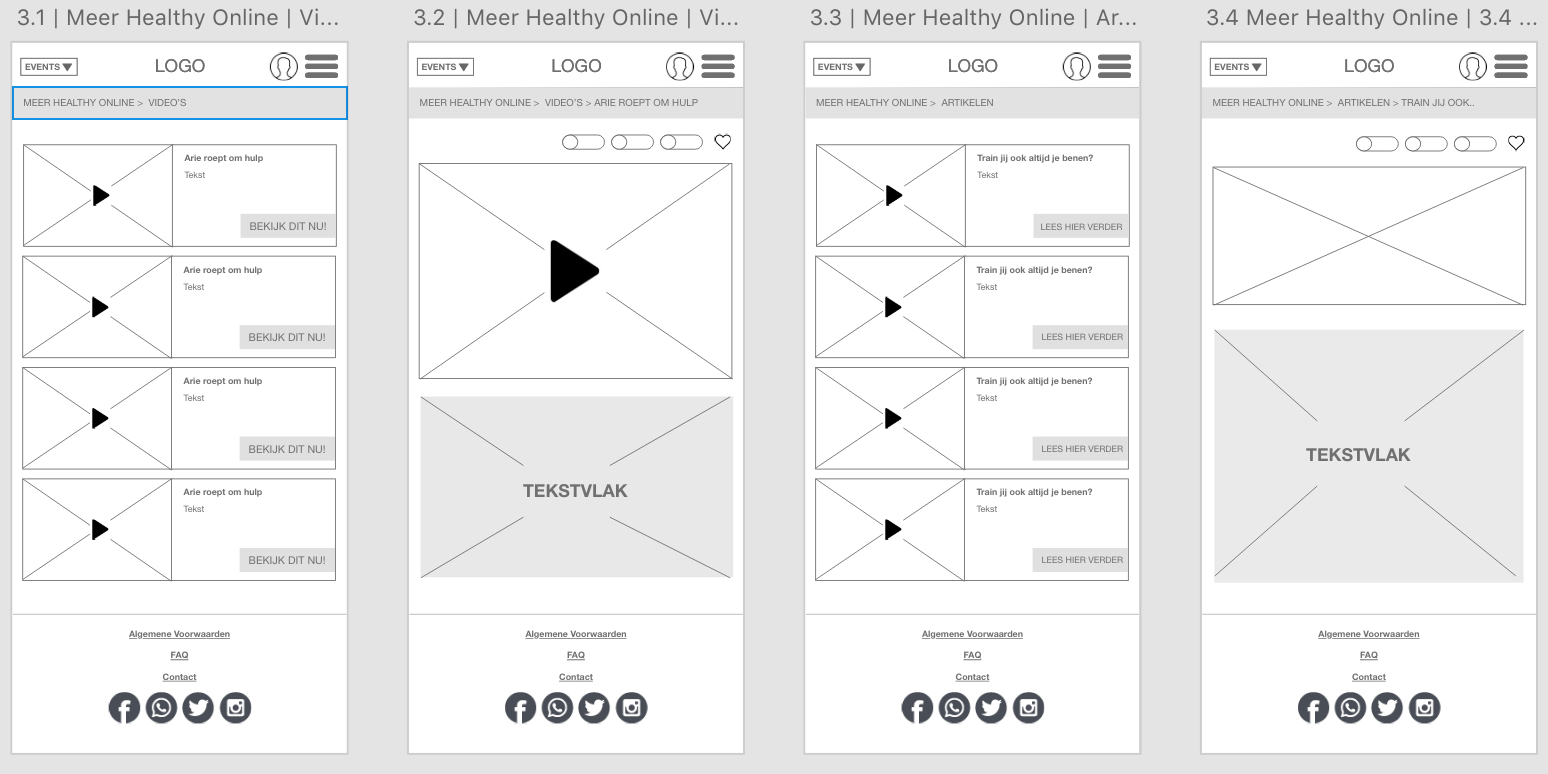 3.1 | Meer Healthy Online | Vi...
EVENTS
LOGO
MEER HEALTHY ONLINE > VIDEO'S
Arie roept om hulp
Tekst
BEKIJK DIT NU!
Arie roept om hulp
Tekst
BEKIJK DIT NU!
Arie roept om hulp
Tekst
BEKIJK DIT NU!
Arie roept om hulp
Tekst
BEKIJK DIT NU!
Algemene Voorwaarden
FAQ
Contact
3.2 | Meer Healthy Online | Vi...
EVENTS
LOGO
MEER HEALTHY ONLINE > VIDEO'S > ARIE ROEPT OM HULP
TEKSTVLAK
Algemene Voorwaarden
FAQ
Contact
3.3 | Meer Healthy Online | Ar...
EVENTS
LOGO
MEER HEALTHY ONLINE > ARTIKELEN
Train jij ook altijd je benen?
Tekst
LEES HIER VERDER
Train jij ook altijd je benen?
Tekst
LEES HIER VERDER
Train jij ook altijd je benen?
Tekst
LEES HIER VERDER
Train jij ook altijd je benen?
Tekst
LEES HIER VERDER
Algemene Voorwaarden
FAQ
Contact
3.4 Meer Healthy Online | 3.4 ...
EVENTS
LOGO
MEER HEALTHY ONLINE > ARTIKELEN > TRAIN JIJ OOK..
TEKSTVLAK
Algemene Voorwaarden
FAQ
Contact